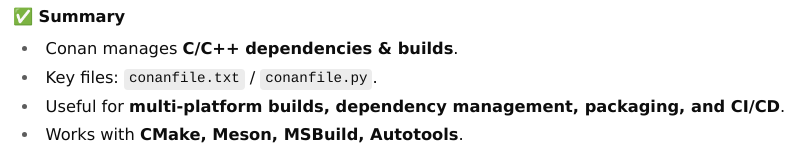 ✅ Summary
• Conan manages C/C++ dependencies & builds.
• Key files: conanfile.txt / conanfile.py.
• Useful for multi-platform builds, dependency management, packaging, and CI/CD.
• Works with CMake, Meson, MSBuild, Autotools.